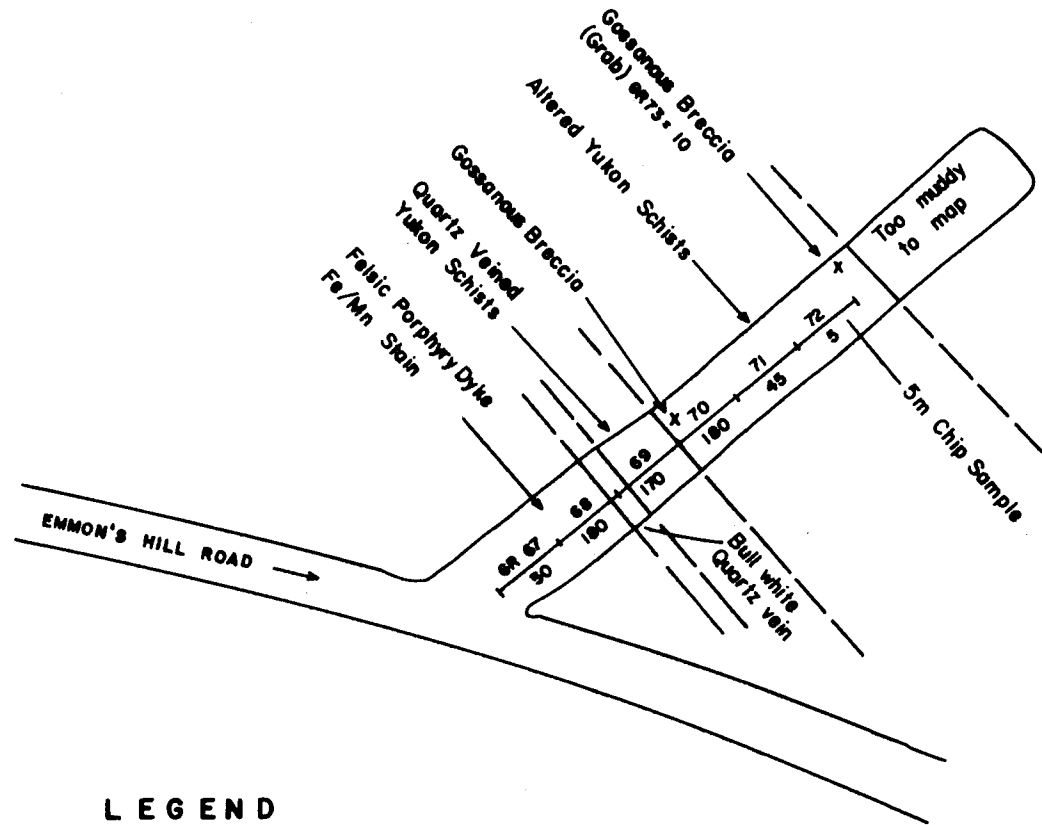 Gossanous Breccia
(Grab) GR73 = 10
Altered Yukon Schists
Gossanous Breccia
Quartz Veined
Yukon Schists
Felsic Porphyry Dyke
Fe/Mn Stain
Too muddy
to map
x
72
5
71
45
x
70
180
69
170
68
180
GR 67
50
5m Chip Sample
Bull white
Quartz vein
EMMON'S HILL ROAD
LEGEND